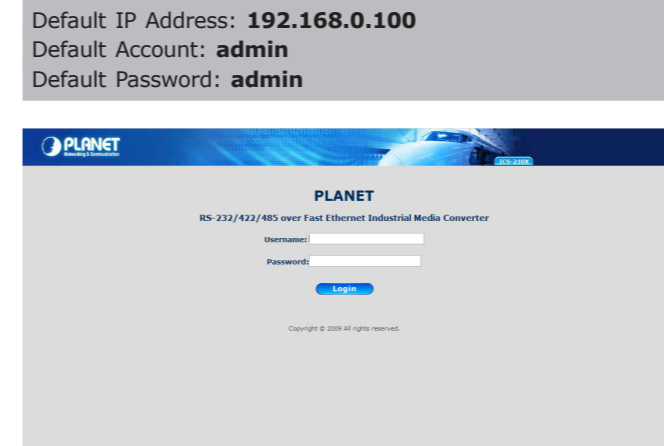 Default IP Address: 192.168.0.100
Default Account: admin
Default Password: admin
PLANET
Networking & Communication
ICS-210X
PLANET
RS-232/422/485 over Fast Ethernet Industrial Media Converter
Username:
Password:
Login
Copyright © 2009 All rights reserved.